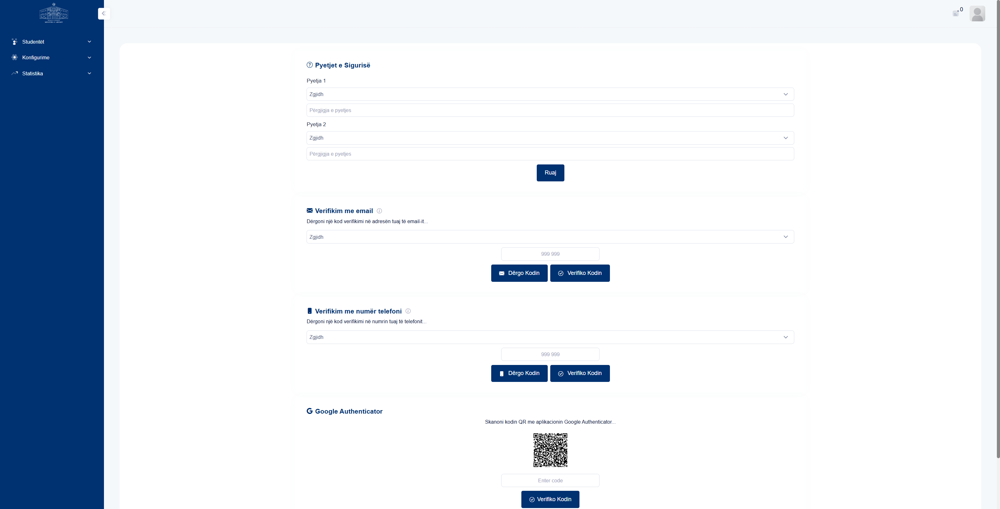 0
Studentët
Konfigurime
Statistika
Pyetjet e Sigurisë
Pyetja 1
Zgjidh
Përgjigja e pyetjes
Pyetja 2
Zgjidh
Përgjigja e pyetjes
Ruaj
Verifikim me email
Dërgoni një kod verifikimi në adresën tuaj të email-it...
Zgjidh
999 999
Dërgo Kodin Verifiko Kodin
Verifikim me numër telefoni
Dërgoni një kod verifikimi në numrin tuaj të telefonit...
Zgjidh
999 999
Dërgo Kodin Verifiko Kodin
Google Authenticator
Skanoni kodin QR me aplikacionin Google Authenticator...
Enter code
Verifiko Kodin